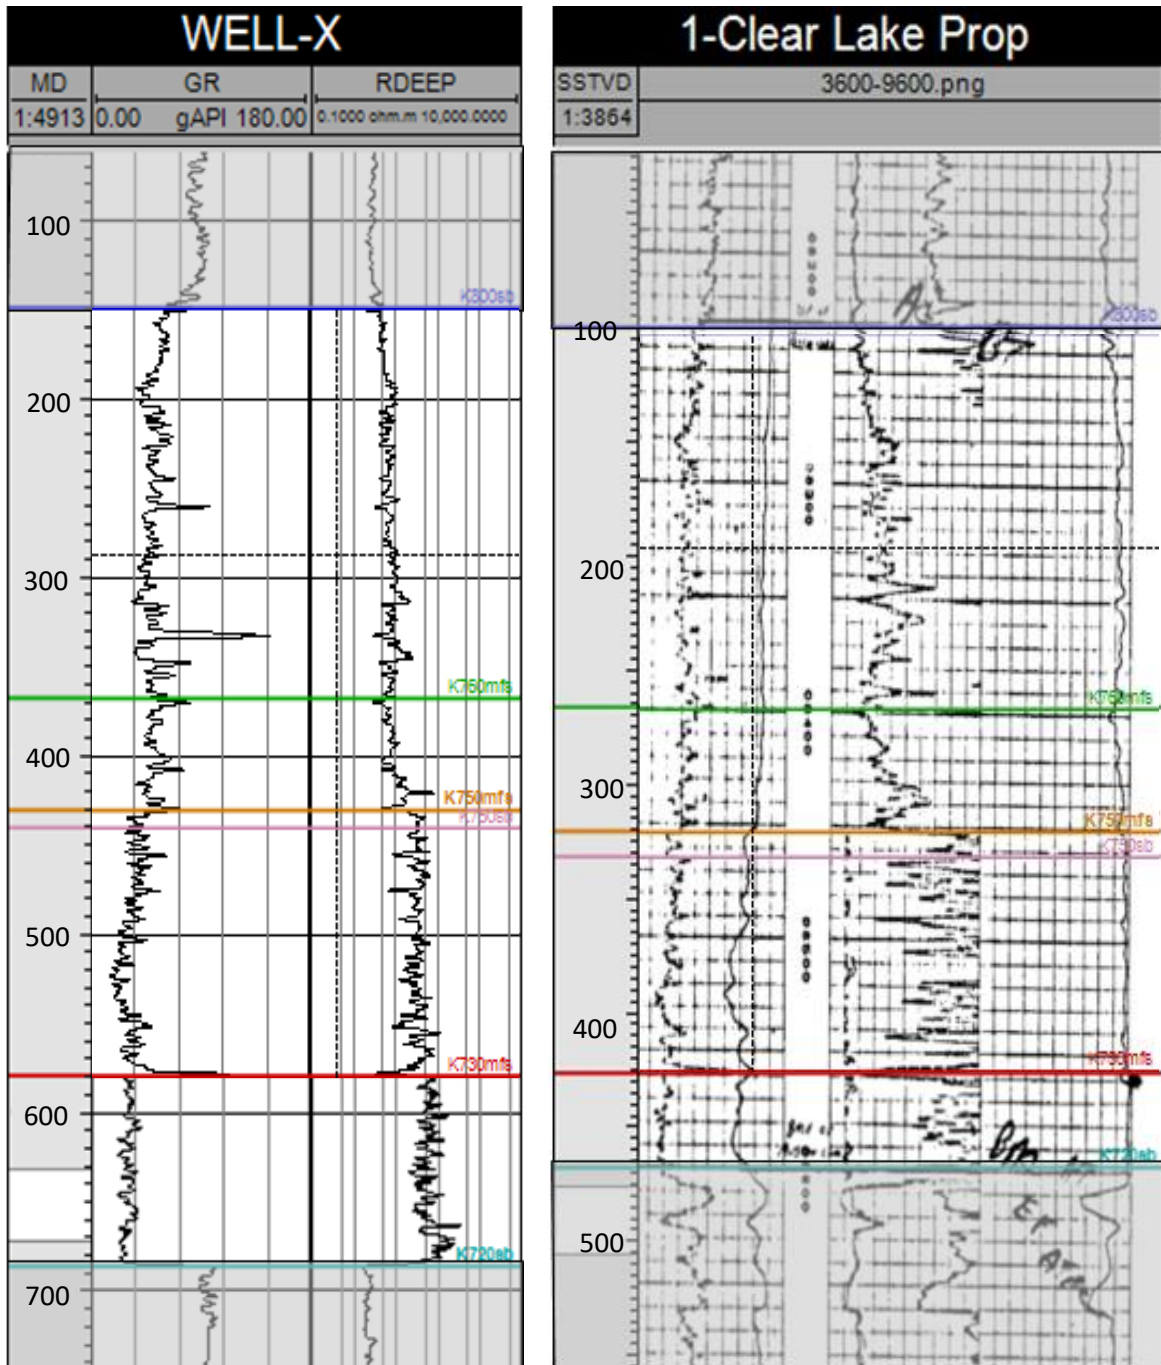 WELL-X
MD GR RDEEP
1:4913 0.00 gAPI 180.00 0.1000 ohm.m 10,000.0000
100
K800sb
200
300
K760mfs
400
K750mfs
K750sb
500
K730mfs
600
K720sb
700
1-Clear Lake Prop
SSTVD 3600-9600.png
1:3864
K800sb
100
200
K760mfs
300
K750mfs
K750sb
400
K730mfs
K720sb
500